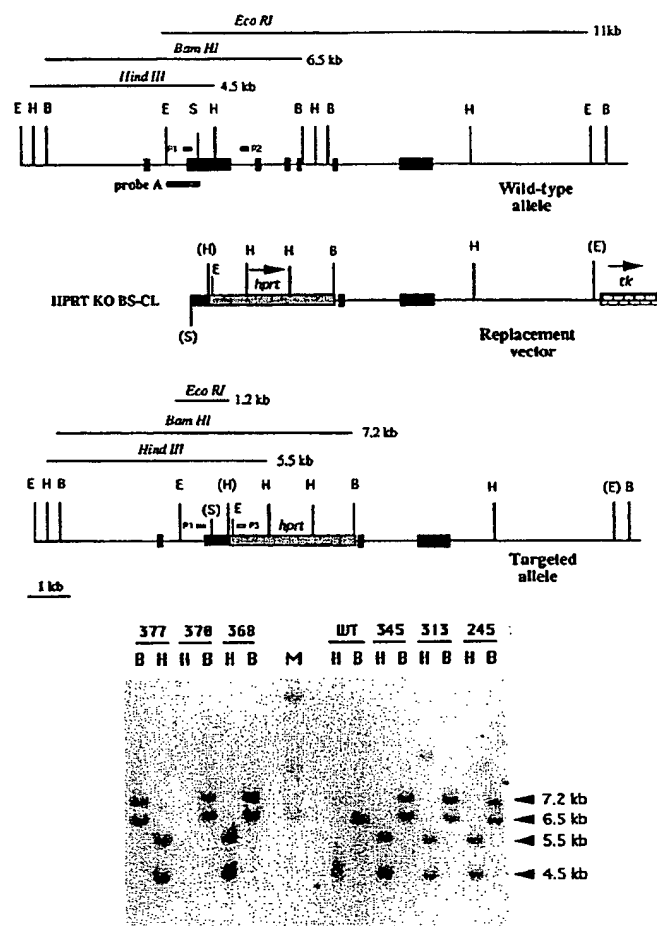 Eco RI
11kb
Bam HI
6.5 kb
Hind III
4.5 kb
E H B E S H B H B H E B
P1 P2
probe A
Wild-type
allele
(H) H H B H (E)
E hprt tk
HPRT KO BS-CL
(S)
Replacement
vector
Eco RI
1.2 kb
Bam HI
7.2 kb
Hind III
5.5 kb
E H B E (S) (H) E H H B H (E) B
P1 P3 hprt
Targeted
allele
1 kb
377 370 368 WT 345 313 245
B H H B H B M H B H B H B H B
7.2 kb
6.5 kb
5.5 kb
4.5 kb